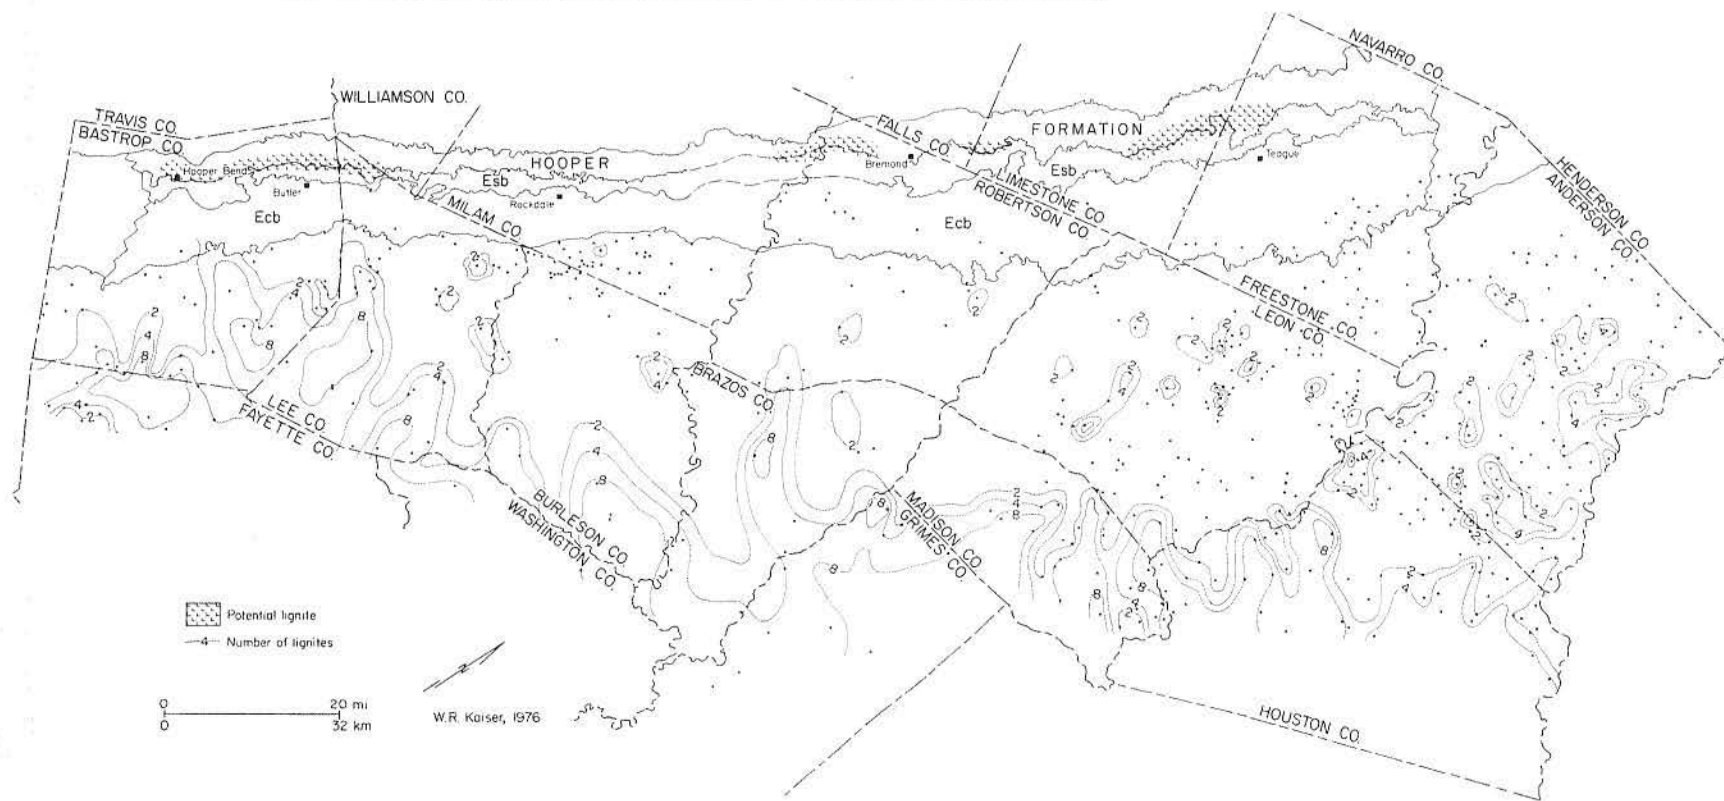 NAVARRO CO.
WILLIAMSON CO.
TRAVIS CO.
BASTROP CO.
FALLS CO.
FORMATION
HOOPER
Hooper Bend
Butler
Esb
Rockdale
Bremond
Esb
Teague
HENDERSON CO.
ANDERSON CO.
LIMESTONE CO.
ROBERTSON CO.
Ecb
MILAM CO.
Ecb
FREESTONE CO.
LEON CO.
BRAZOS CO.
LEE CO.
FAYETTE CO.
BURLESON CO.
WASHINGTON CO.
MADISON CO.
GRIMES CO.
HOUSTON CO.
Potential lignite
4 Number of lignites
0 20 mi
0 32 km
N
W.R. Kaiser, 1976